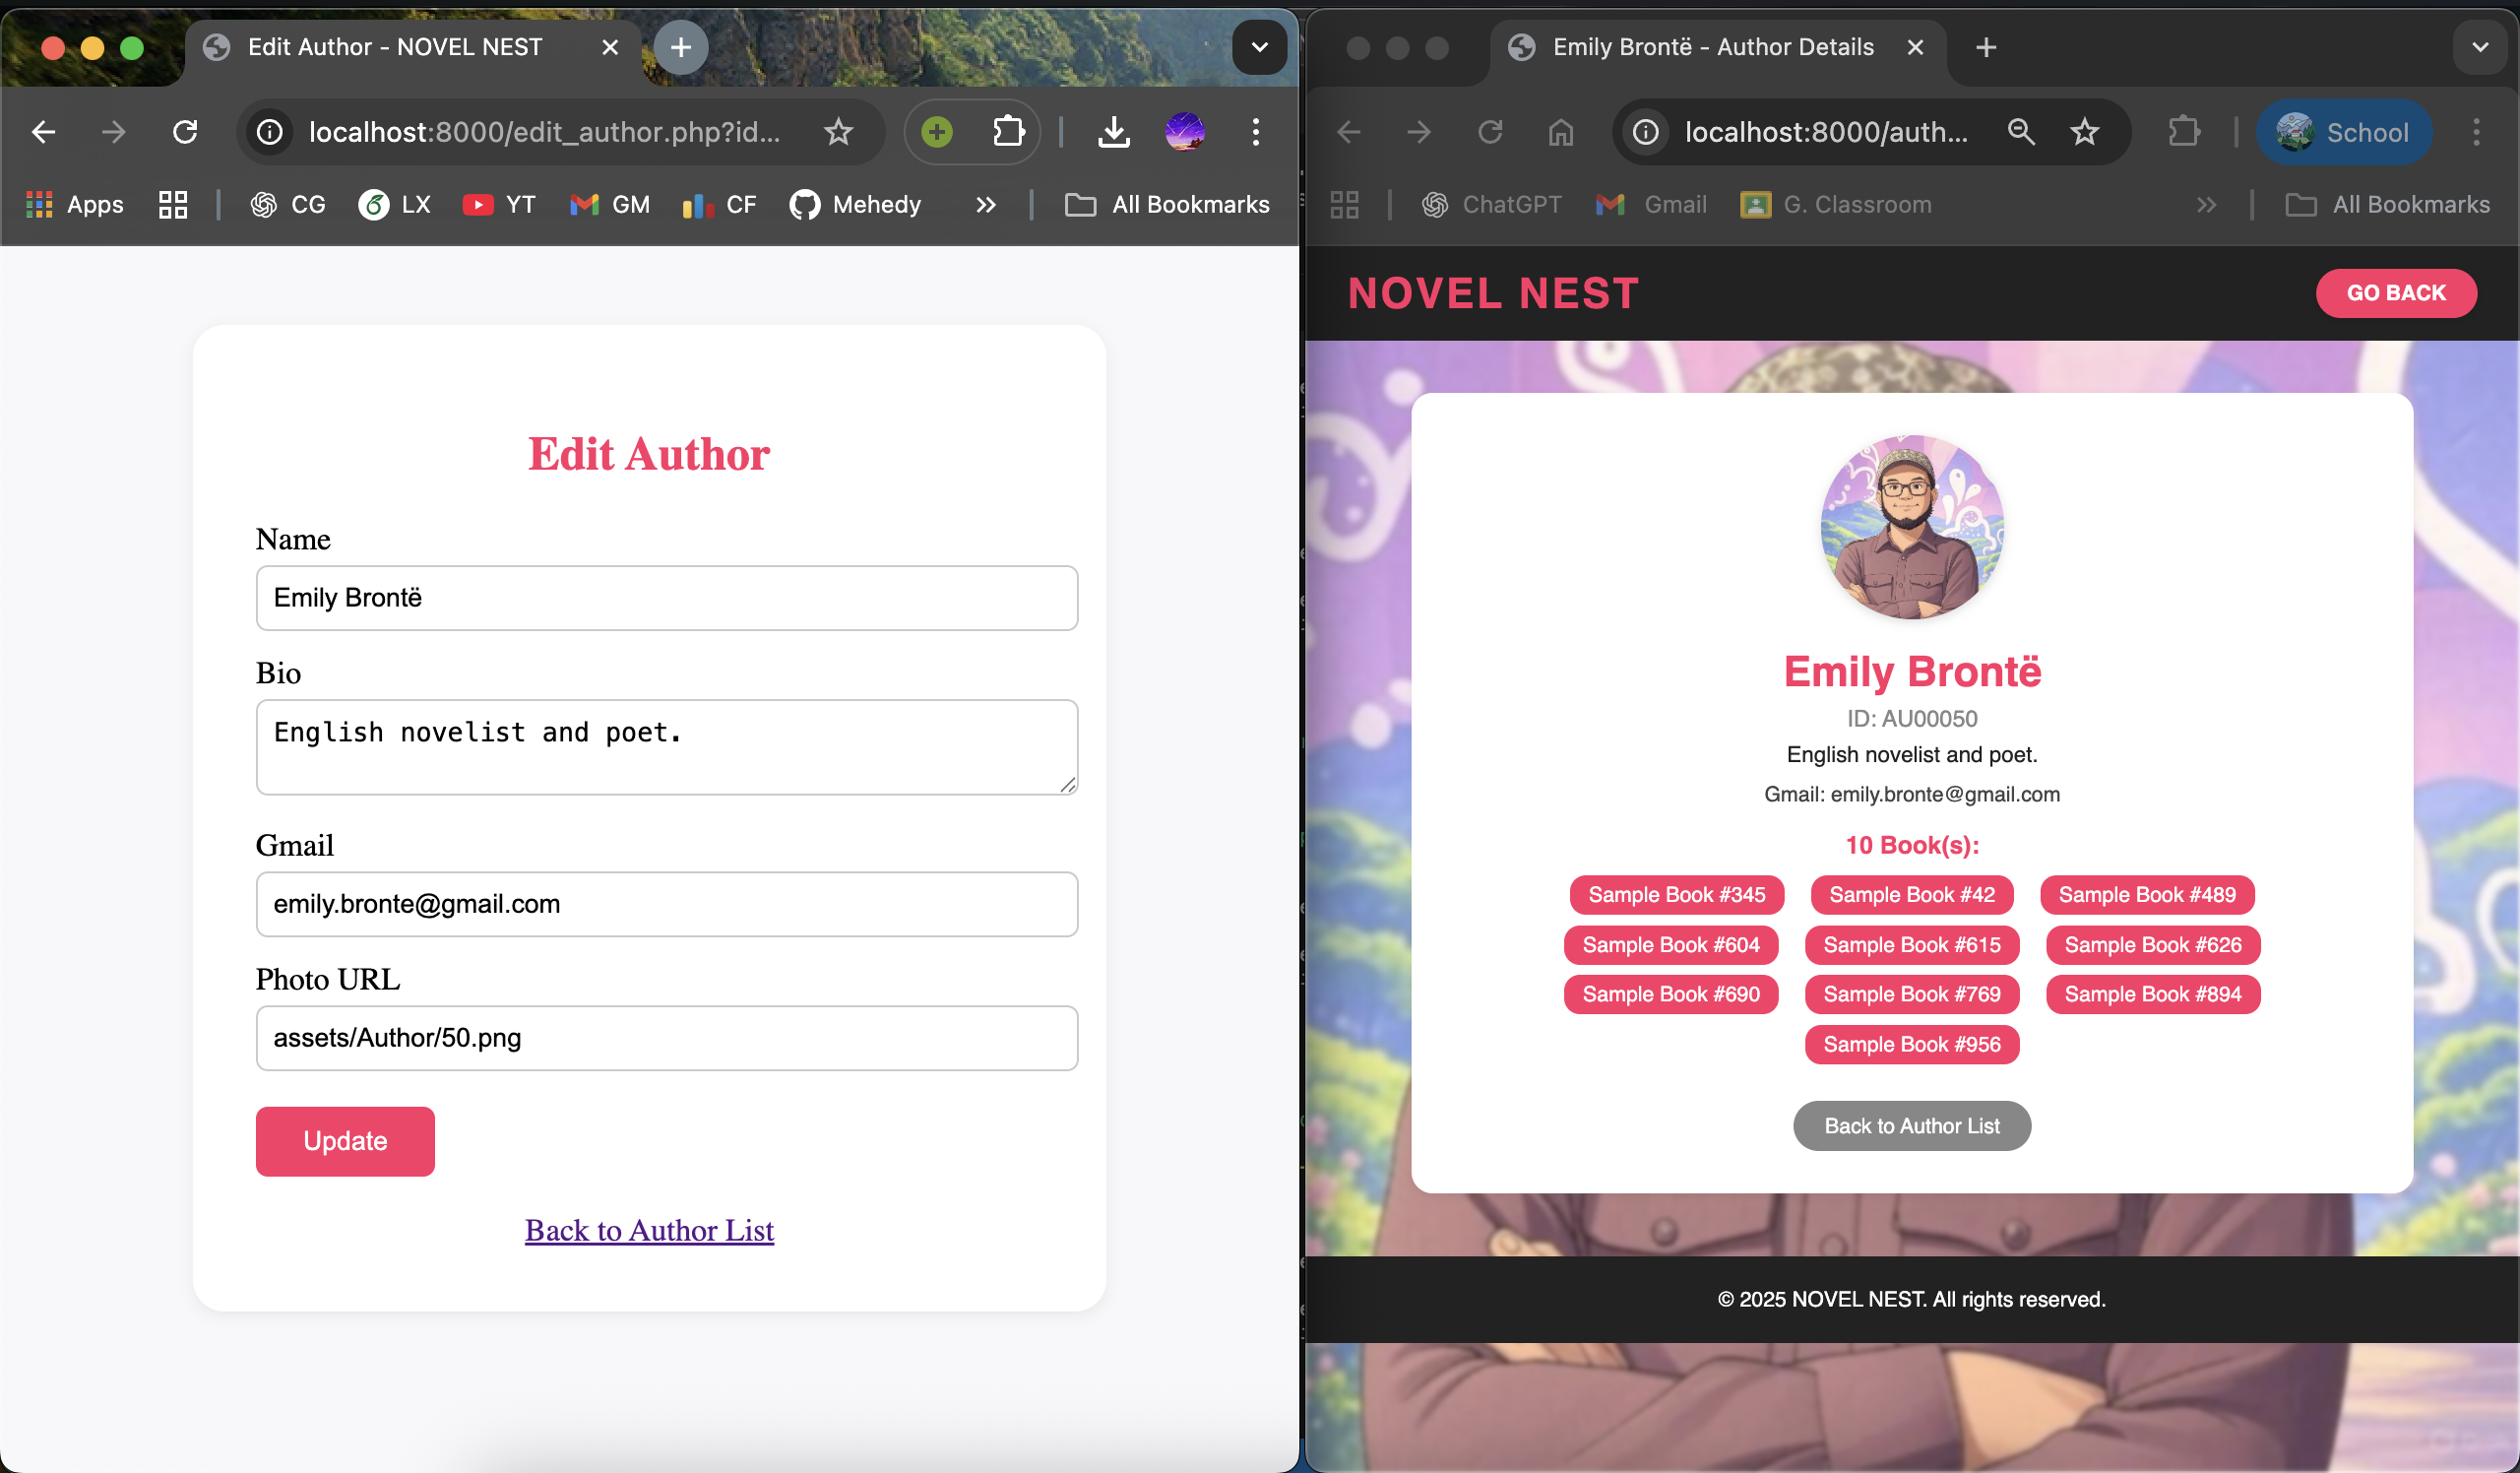 Edit Author - NOVEL NEST
localhost:8000/edit_author.php?id...
Apps
CG
LX
YT
GM
CF
Mehedy
All Bookmarks
Edit Author
Name
Emily Brontë
Bio
English novelist and poet.
Gmail
emily.bronte@gmail.com
Photo URL
assets/Author/50.png
Update
Back to Author List
Emily Brontë - Author Details
localhost:8000/auth...
School
ChatGPT
Gmail
G. Classroom
All Bookmarks
NOVEL NEST
GO BACK
Emily Brontë
ID: AU00050
English novelist and poet.
Gmail: emily.bronte@gmail.com
10 Book(s):
Sample Book #345 Sample Book #42 Sample Book #489
Sample Book #604 Sample Book #615 Sample Book #626
Sample Book #690 Sample Book #769 Sample Book #894
Sample Book #956
Back to Author List
© 2025 NOVEL NEST. All rights reserved.